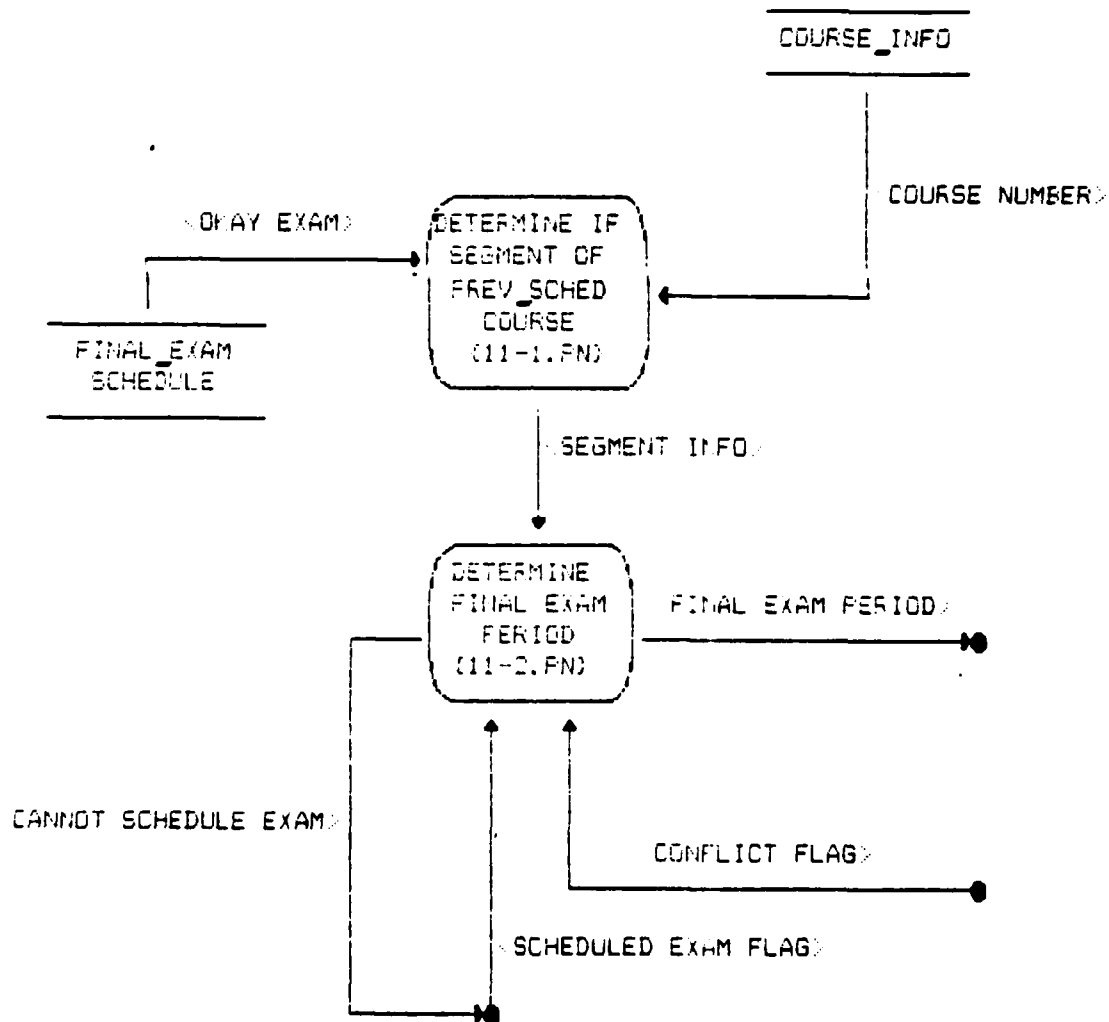 COURSE_INFO
COURSE NUMBER>
<OKAY EXAM>
DETERMINE IF
SEGMENT OF
PREV_SCHED
COURSE
(11-1.PN)
FINAL_EXAM
SCHEDULE
<SEGMENT INFO>
DETERMINE
FINAL EXAM
PERIOD
(11-2.PN)
FINAL EXAM PERIOD>
CANNOT SCHEDULE EXAM>
CONFLICT FLAG>
<SCHEDULED EXAM FLAG>